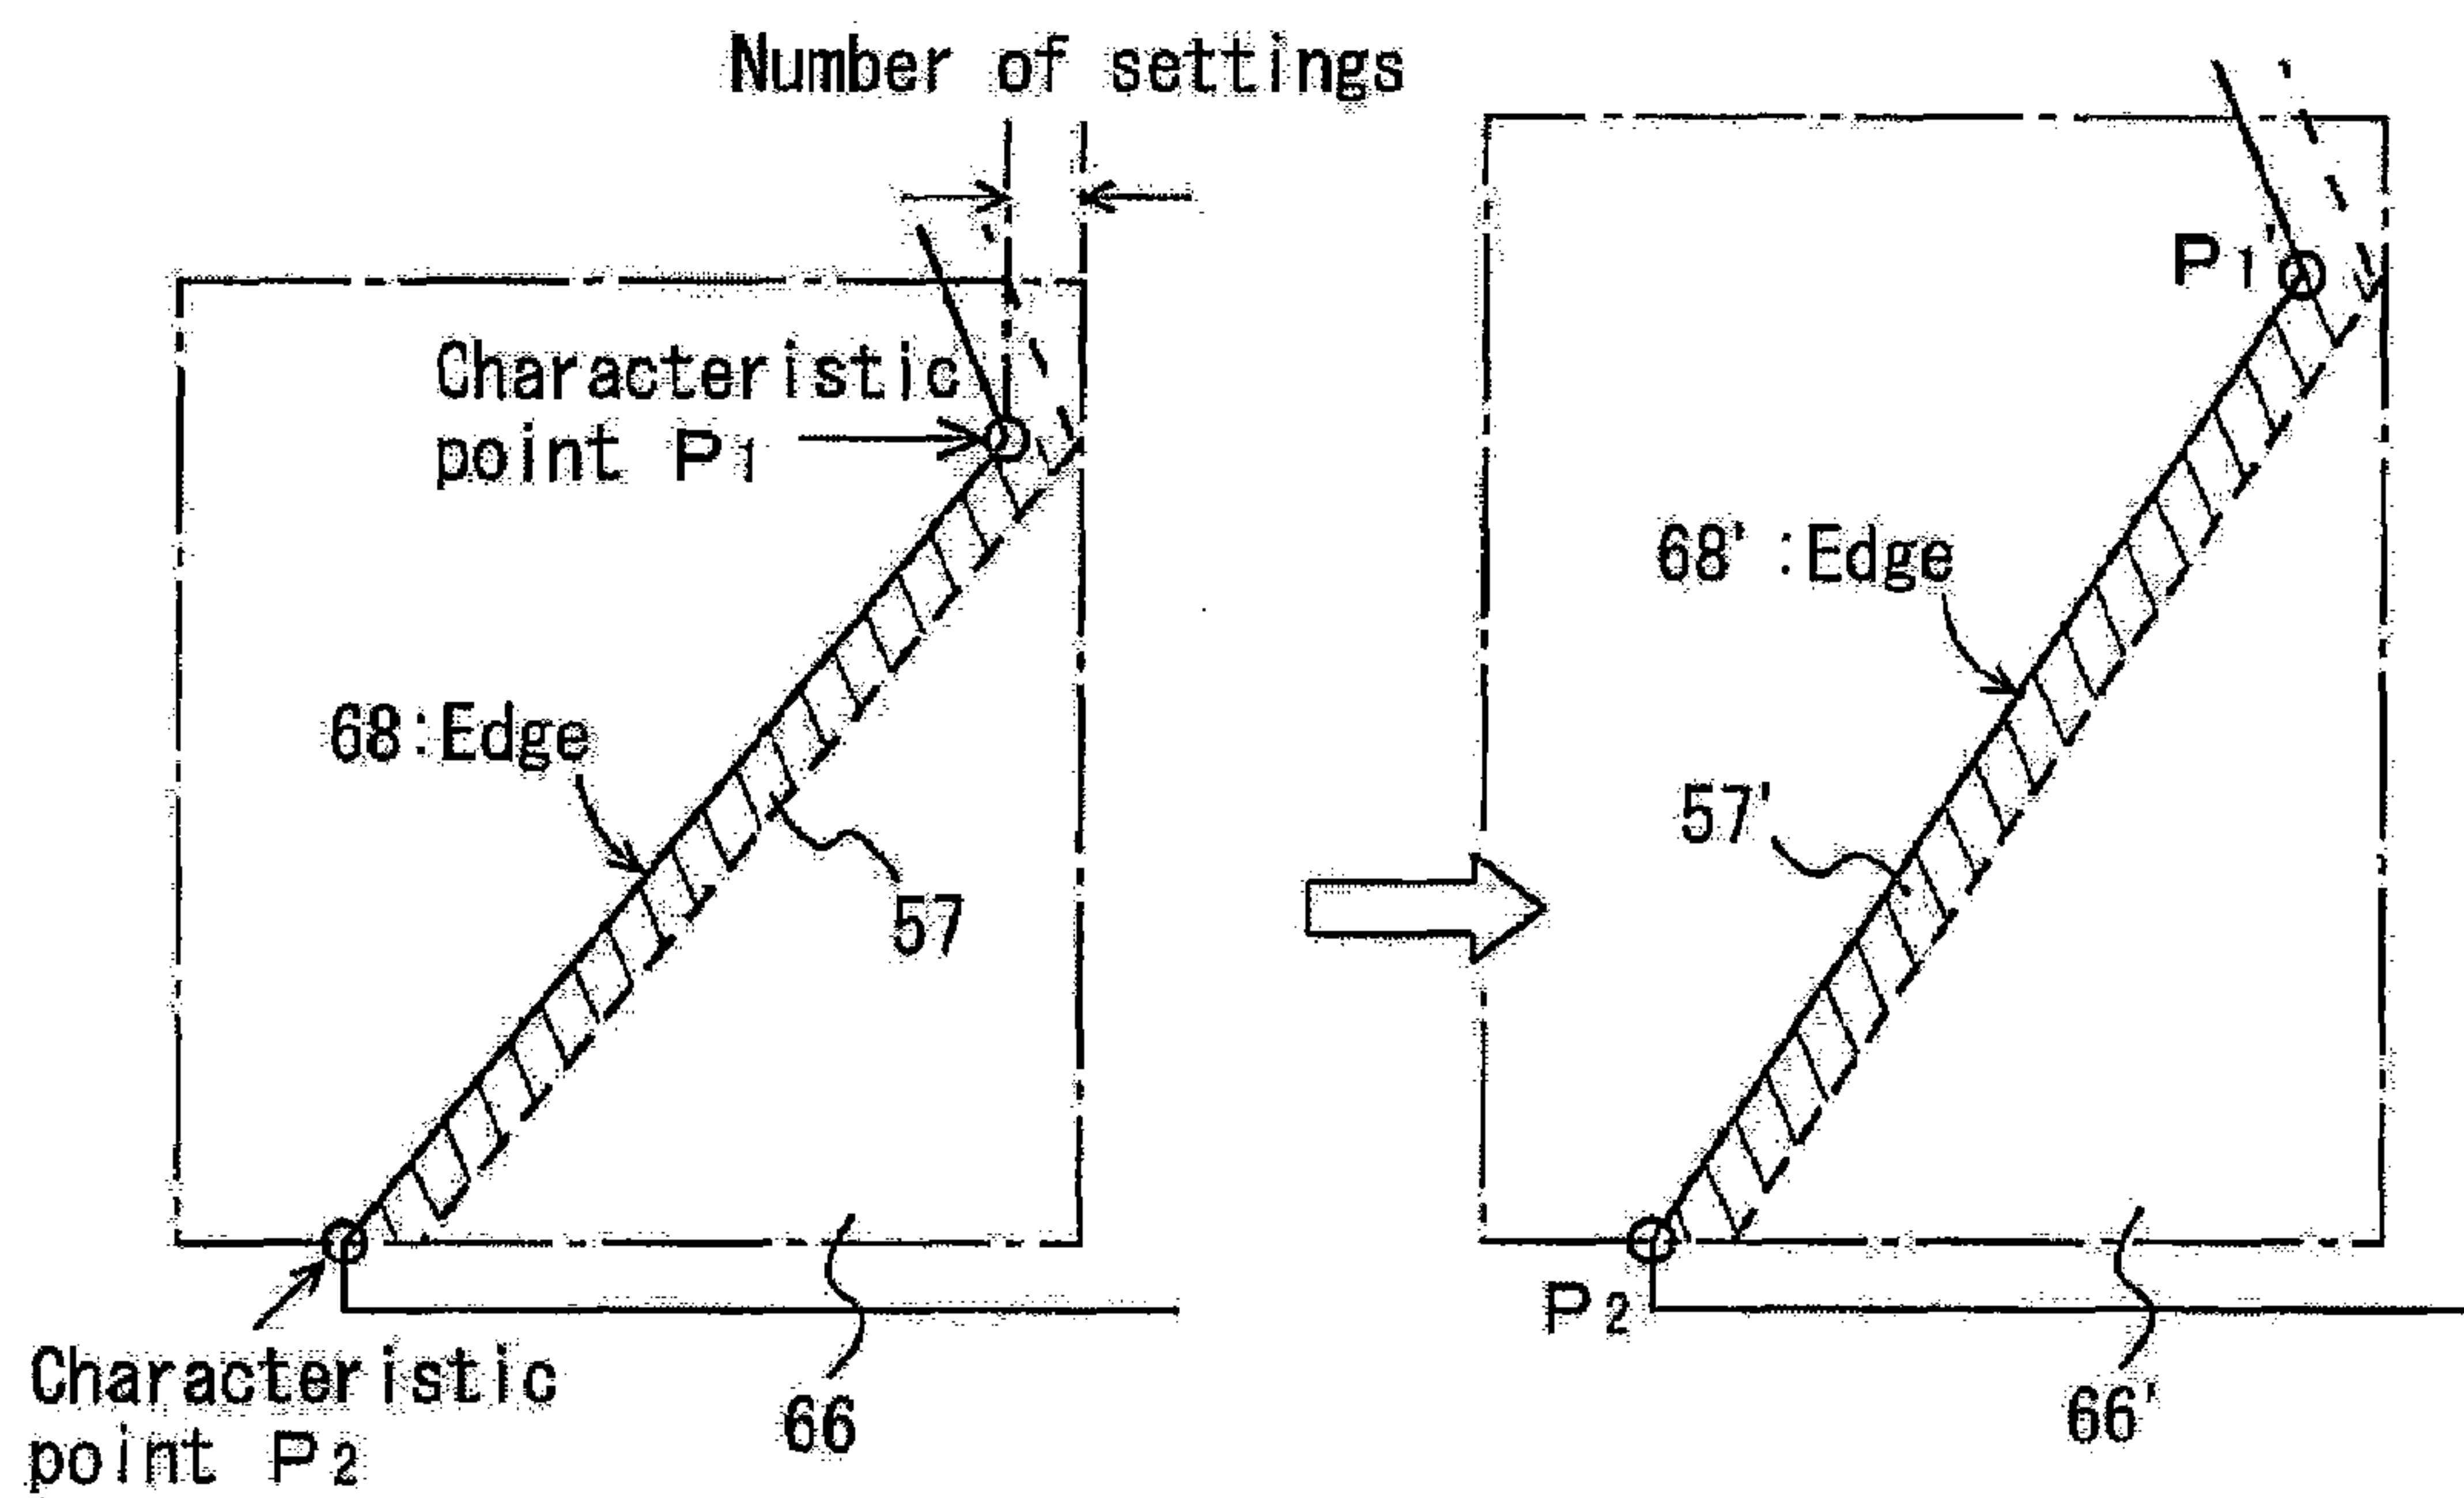 Number of settings
Characteristic
point P1
68:Edge
57
Characteristic
point P2
66
P1'
68':Edge
57'
P2
66'